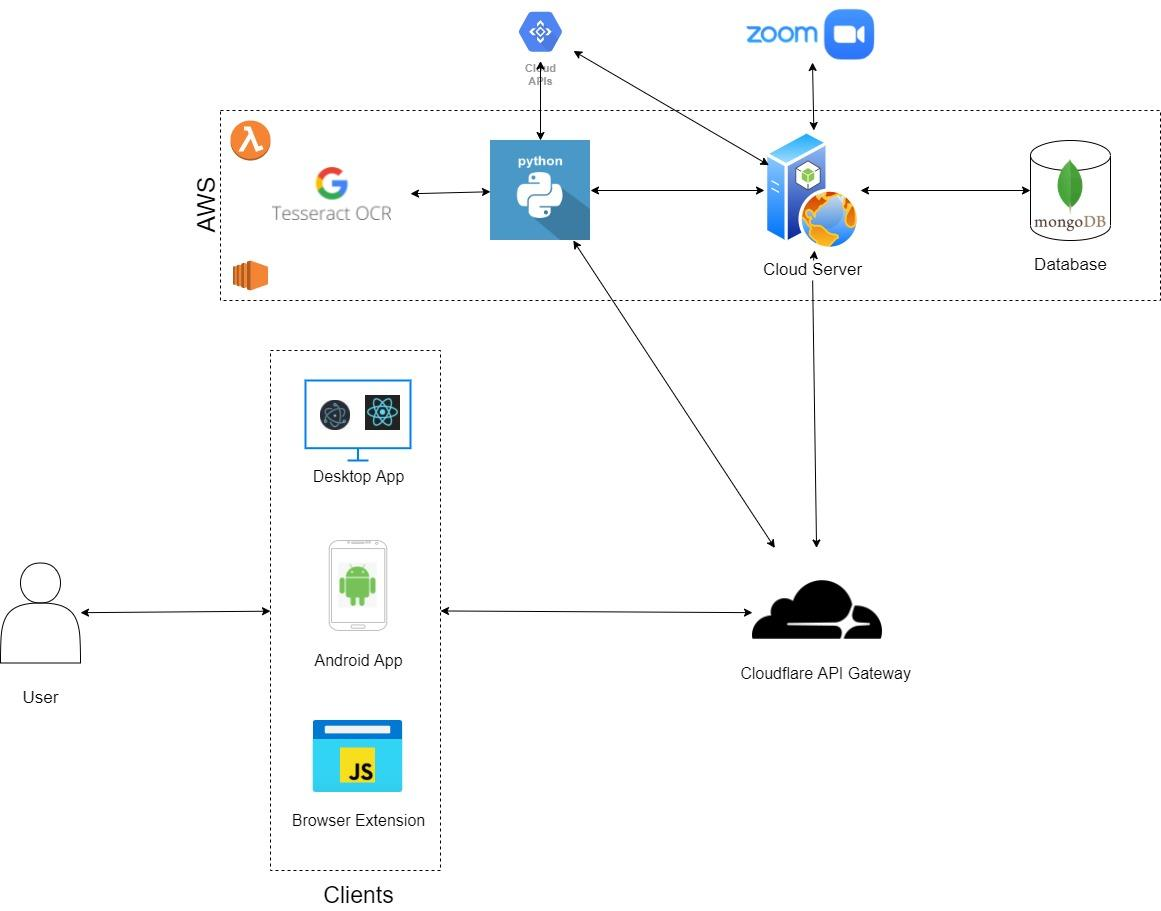 zoom
Cloud
APIs
python
Tesseract OCR
AWS
mongoDB
Cloud Server
Database
Desktop App
Android App
User
Cloudflare API Gateway
JS
Browser Extension
Clients